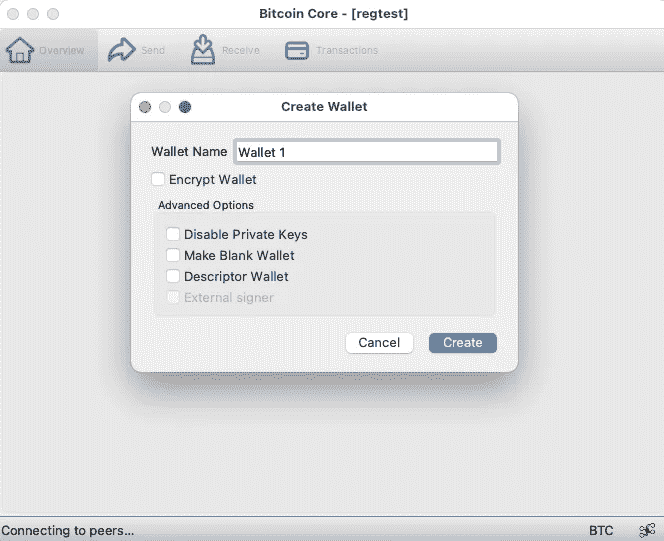 Bitcoin Core - [regtest]
Overview Send Receive Transactions
Create Wallet
Wallet Name Wallet 1
Encrypt Wallet
Advanced Options
Disable Private Keys
Make Blank Wallet
Descriptor Wallet
External signer
Cancel Create
Connecting to peers... BTC